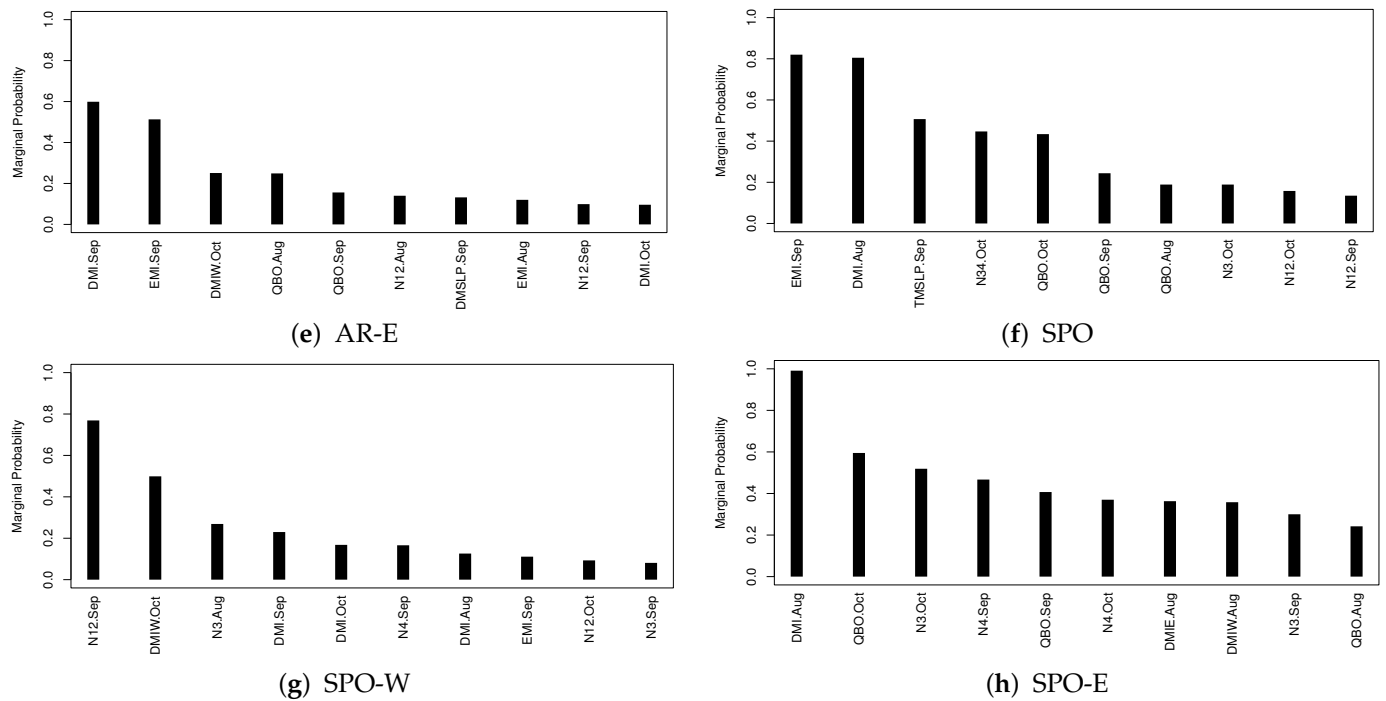 Marginal Probability
1.0
0.8
0.6
0.4
0.2
0.0
DMI.Sep
EMI.Sep
DMIW.Oct
QBO.Aug
QBO.Sep
N12.Aug
DMSLP.Sep
EMI.Aug
N12.Sep
DMI.Oct
(e) AR-E
Marginal Probability
1.0
0.8
0.6
0.4
0.2
0.0
EMI.Sep
DMI.Aug
TMSLP.Sep
N34.Oct
QBO.Oct
QBO.Sep
QBO.Aug
N3.Oct
N12.Oct
N12.Sep
(f) SPO
Marginal Probability
1.0
0.8
0.6
0.4
0.2
0.0
N12.Sep
DMIW.Oct
N3.Aug
DMI.Sep
DMI.Oct
N4.Sep
DMI.Aug
EMI.Sep
N12.Oct
N3.Sep
(g) SPO-W
Marginal Probability
1.0
0.8
0.6
0.4
0.2
0.0
DMI.Aug
QBO.Oct
N3.Oct
N4.Sep
QBO.Sep
N4.Oct
DMIE.Aug
DMIW.Aug
N3.Sep
QBO.Aug
(h) SPO-E